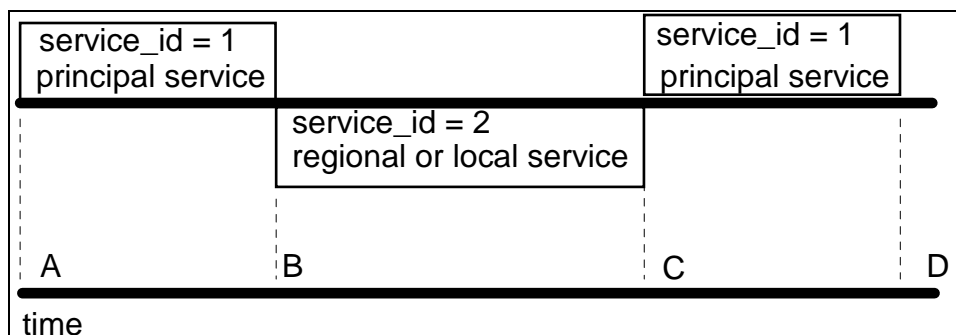 service_id = 1
principal service
service_id = 1
principal service
service_id = 2
regional or local service
A
B
C
D
time